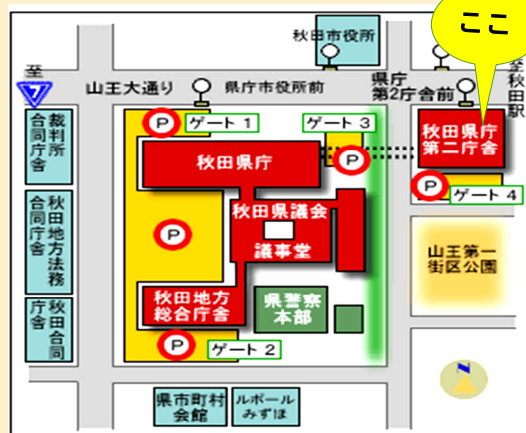 ここ
秋田市役所
至
7
山王大通り
県庁市役所前
県庁
第2庁舎前
至秋田駅
裁判所
合同庁舎
P
ゲート1
ゲート3
P
秋田県庁
秋田県庁
第二庁舎
P
ゲート4
秋田地方法務
合同庁舎
P
秋田県議会
議事堂
山王第一
街区公園
秋田地方
総合庁舎
県警察
本部
秋田合同
庁舎
P
ゲート2
N
県市町村
会館
ルポール
みずほ